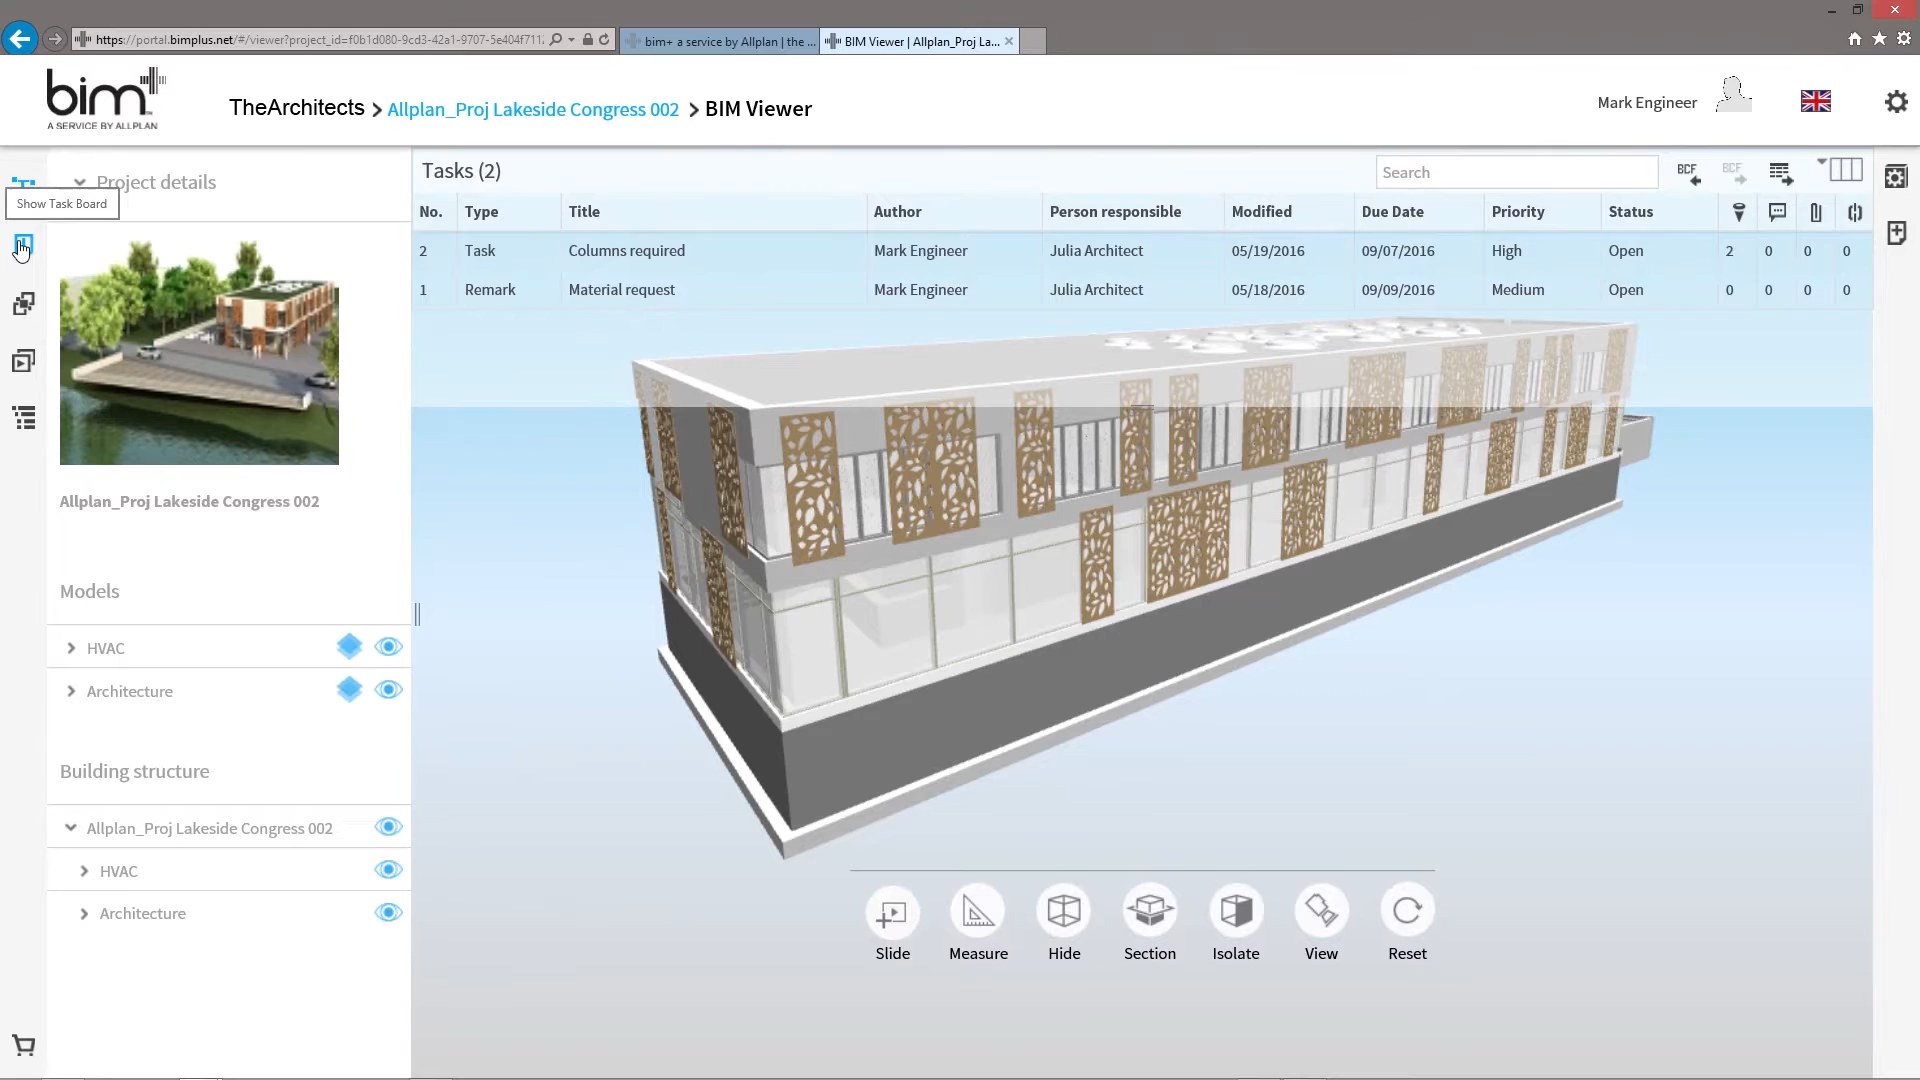 https://portal.bimplus.net/#/viewer?project_id=f0b1d080-9cd3-42a1-9707-5e404f711
bim+ a service by Allplan | the ...
BIM Viewer | Allplan_Proj La...
bim
A SERVICE BY ALLPLAN
TheArchitects > Allplan_Proj Lakeside Congress 002 > BIM Viewer
Mark Engineer
Project details
Show Task Board
Allplan_Proj Lakeside Congress 002
Models
HVAC
Architecture
Building structure
Allplan_Proj Lakeside Congress 002
HVAC
Architecture
Tasks (2)
Search
BCF
BCF
No. Type Title Author Person responsible Modified Due Date Priority Status
2 Task Columns required Mark Engineer Julia Architect 05/19/2016 09/07/2016 High Open 2 0 0 0
1 Remark Material request Mark Engineer Julia Architect 05/18/2016 09/09/2016 Medium Open 0 0 0 0
Slide Measure Hide Section Isolate View Reset